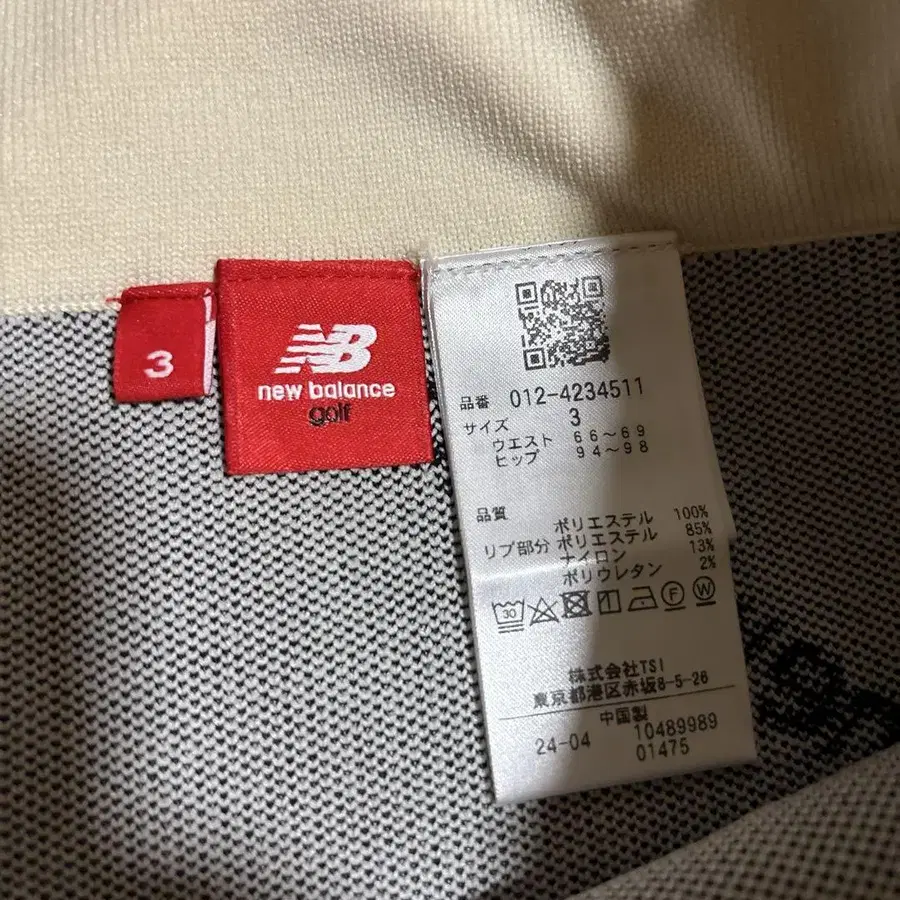 3
NB
new balance
golf
品番 012-4234511
サイズ 3
ウエスト 66～69
ヒップ 94～98
品質
ポリエステル 100%
リブ部分 ポリエステル 85%
ナイロン 13%
ポリウレタン 2%
30 F W
株式会社TSI
東京都港区赤坂8-5-26
中国製
24-04 10489989
01475